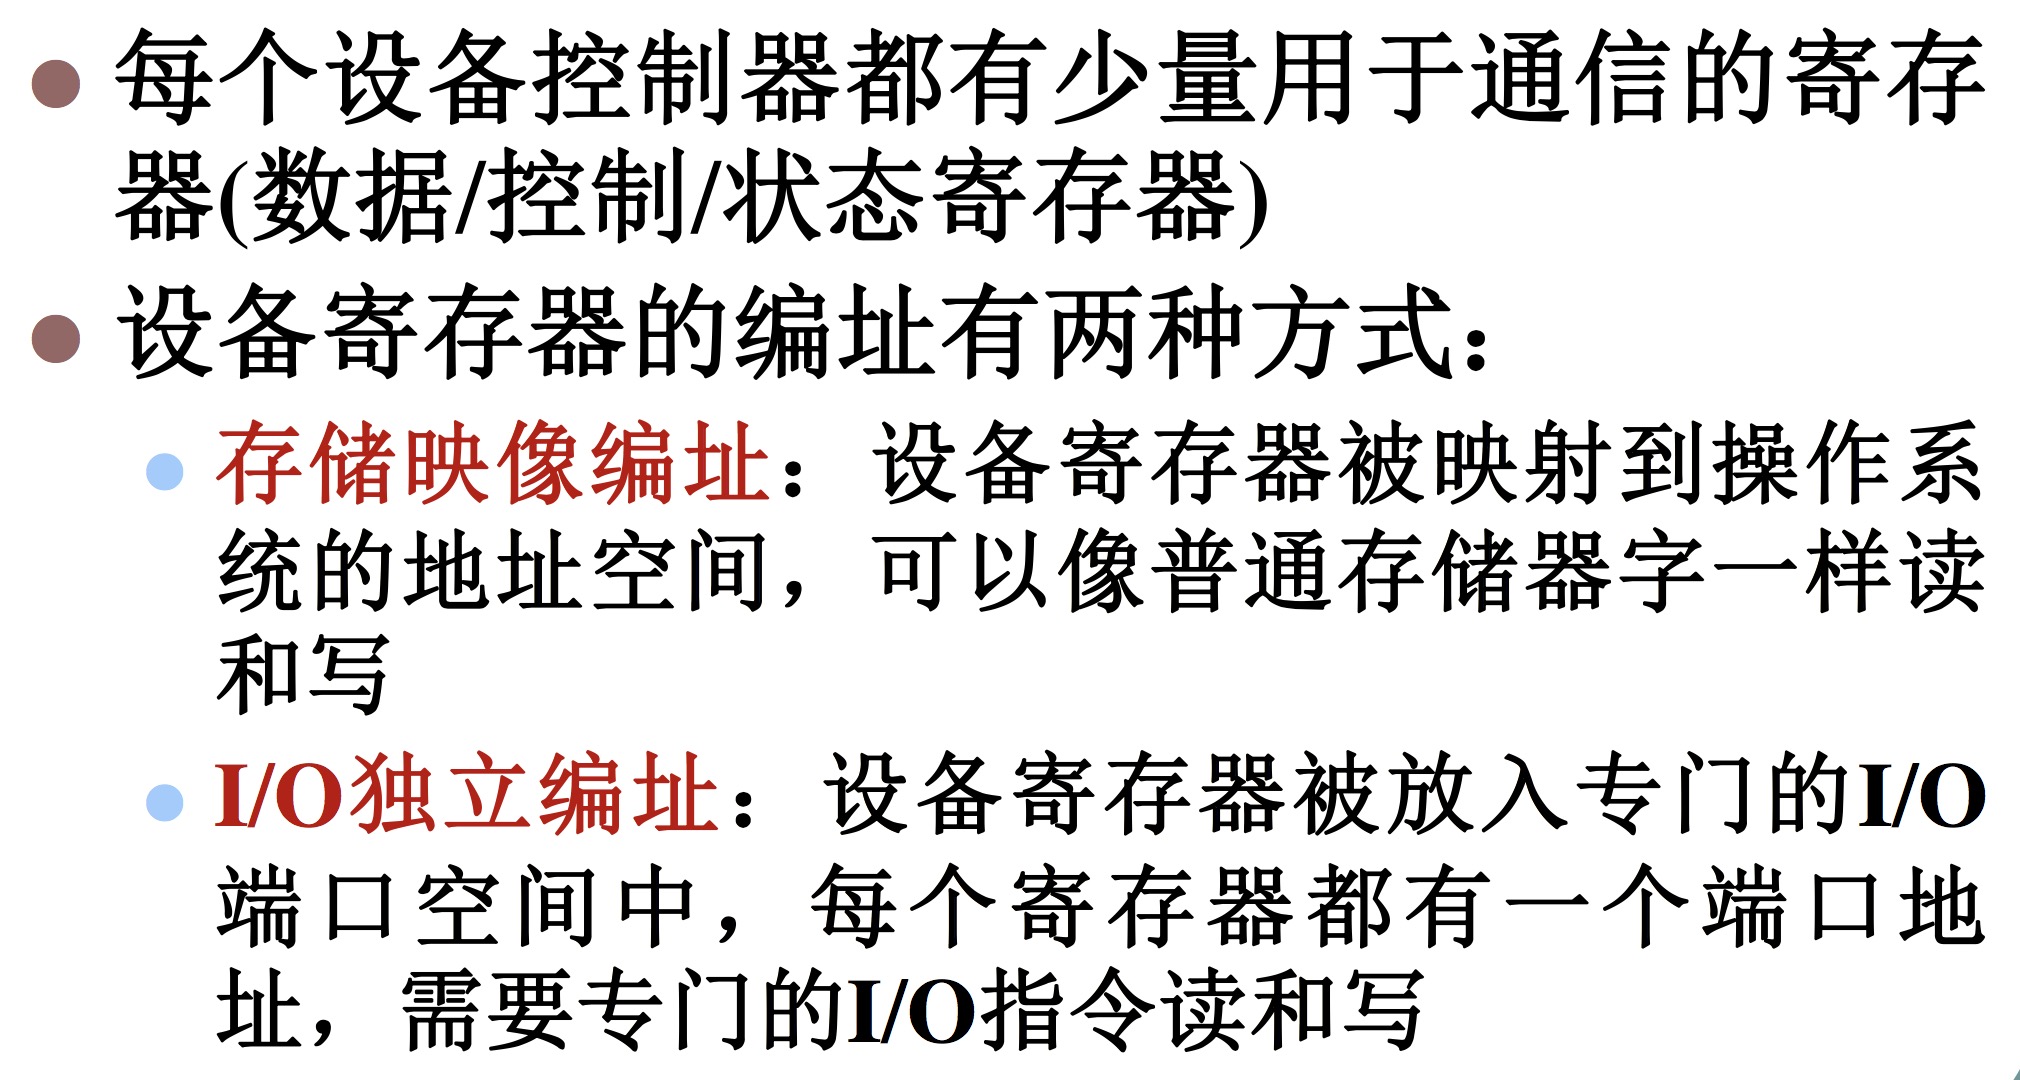 每个设备控制器都有少量用于通信的寄存
器(数据/控制/状态寄存器)
设备寄存器的编址有两种方式：
存储映像编址：设备寄存器被映射到操作系
统的地址空间，可以像普通存储器字一样读
和写
I/O独立编址：设备寄存器被放入专门的I/O
端口空间中，每个寄存器都有一个端口地
址，需要专门的I/O指令读和写